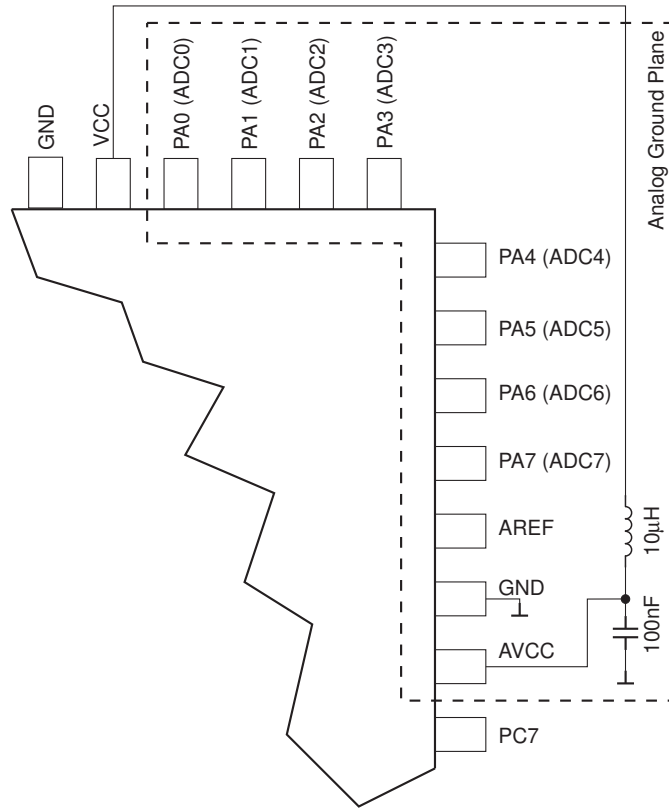 GND
VCC
PA0 (ADC0)
PA1 (ADC1)
PA2 (ADC2)
PA3 (ADC3)
Analog Ground Plane
PA4 (ADC4)
PA5 (ADC5)
PA6 (ADC6)
PA7 (ADC7)
AREF
10μH
GND
100nF
AVCC
PC7